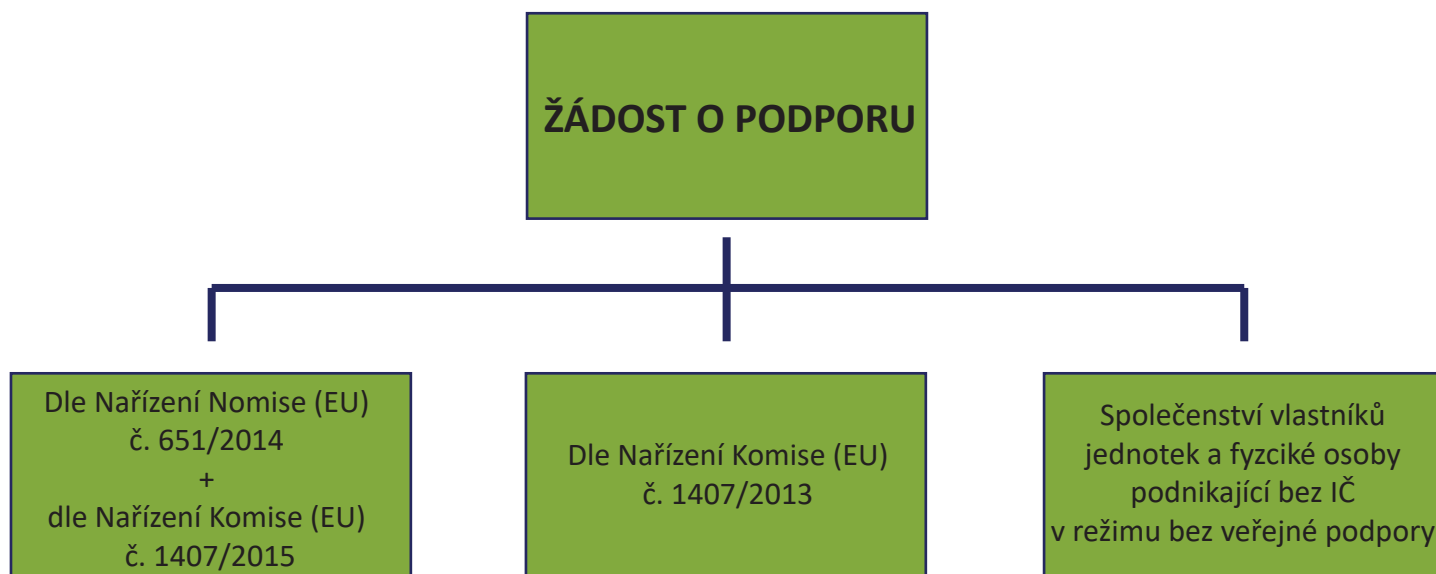 ŽÁDOST O PODPORU
Dle Nařízení Nomise (EU)
č. 651/2014
+
dle Nařízení Komise (EU)
č. 1407/2015
Dle Nařízení Komise (EU)
č. 1407/2013
Společenství vlastníků
jednotek a fyzciké osoby
podnikající bez IČ
v režimu bez veřejné podpory